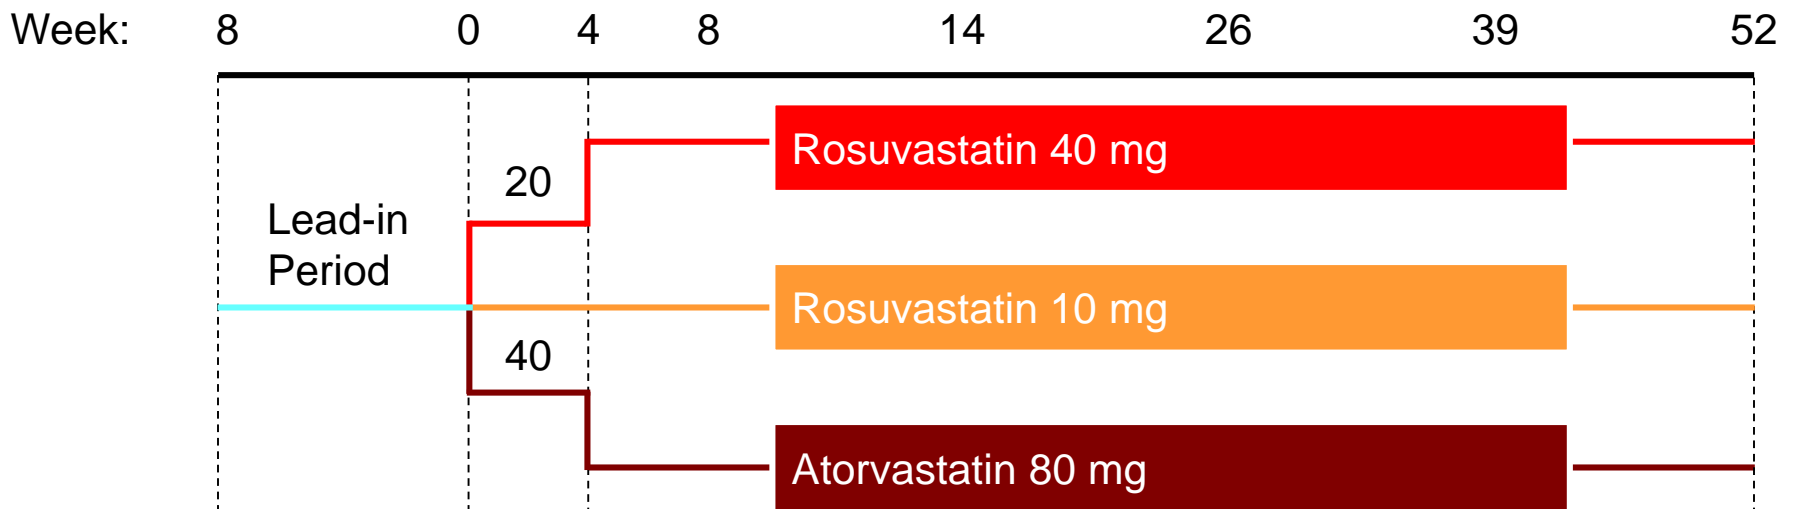 Week: 8 0 4 8 14 26 39 52
Rosuvastatin 40 mg
20
Lead-in
Period
Rosuvastatin 10 mg
40
Atorvastatin 80 mg